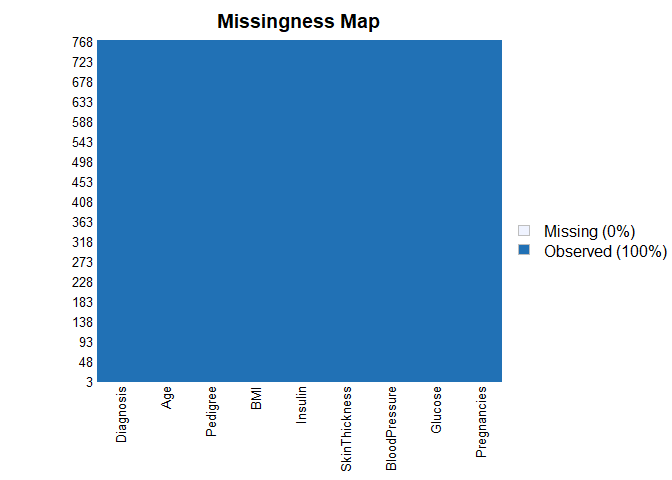 Missingness Map
768
723
678
633
588
543
498
453
408
363
318
273
228
183
138
93
48
3
Missing (0%)
Observed (100%)
Diagnosis
Age
Pedigree
BMI
Insulin
SkinThickness
BloodPressure
Glucose
Pregnancies